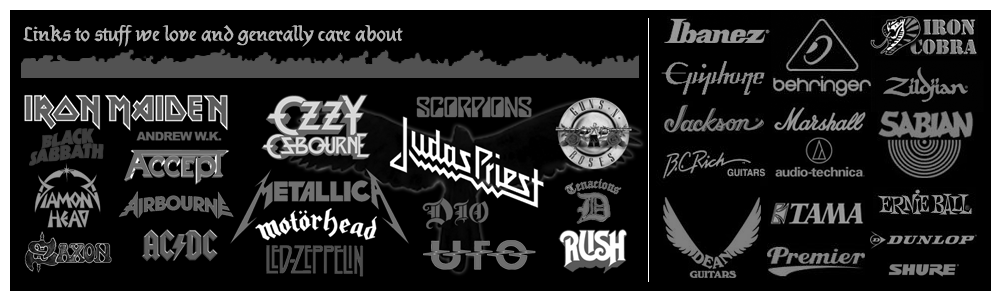 Links to stuff we love and generally care about
IRON MAIDEN
BLACK
SABBATH
ANDREW W.K.
ACCEPT
DIAMOND
HEAD
AIRBOURNE
SAXON
AC/DC
OZZY
OSBOURNE
METALLICA
motörhead
LED-ZEPPELIN
SCORPIONS
Judas Priest
DIO
UFO
GUNS N'
ROSES
Tenacious
D
RUSH
Ibanez
Epiphone
Jackson
B.C. Rich
GUITARS
DEAN
GUITARS
behringer
Marshall
audio-technica
TAMA
Premier
IRON
COBRA
Zildjian
SABIAN
ERNIE BALL
DUNLOP
SHURE